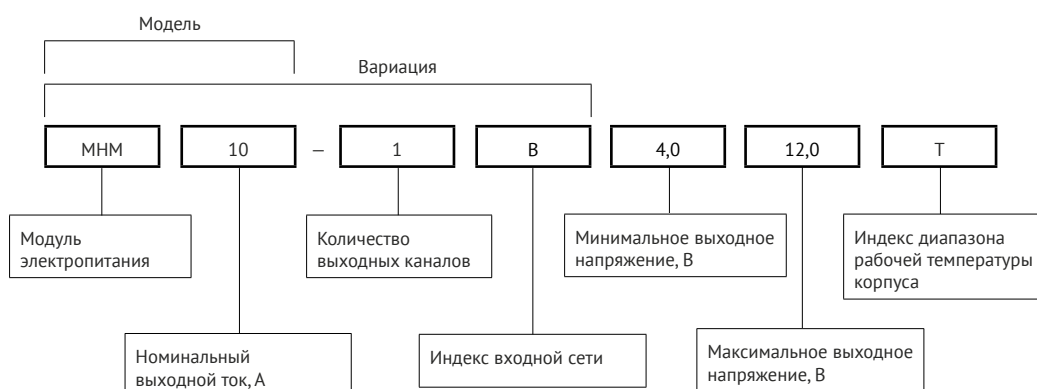 Модель
Вариация
МНМ 10 – 1 В 4,0 12,0 Т
Модуль
электропитания
Количество
выходных каналов
Минимальное выходное
напряжение, В
Индекс диапазона
рабочей температуры
корпуса
Номинальный
выходной ток, А
Индекс входной сети
Максимальное выходное
напряжение, В